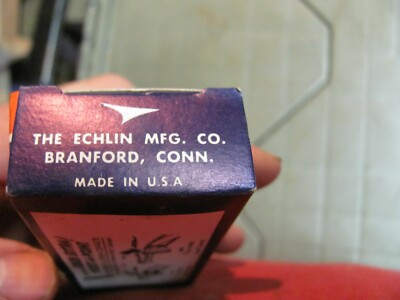 THE ECHLIN MFG. CO.
BRANFORD, CONN.
MADE IN U.S.A